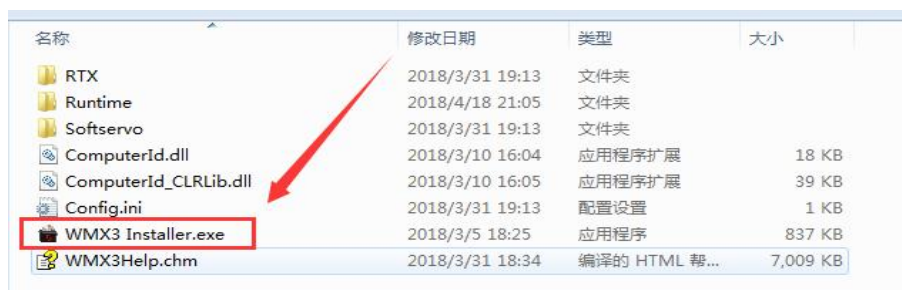 名称 修改日期 类型 大小
RTX 2018/3/31 19:13 文件夹
Runtime 2018/4/18 21:05 文件夹
Softservo 2018/3/31 19:13 文件夹
ComputerId.dll 2018/3/10 16:04 应用程序扩展 18 KB
ComputerId_CLRLib.dll 2018/3/10 16:05 应用程序扩展 39 KB
Config.ini 2018/3/31 19:13 配置设置 1 KB
WMX3 Installer.exe 2018/3/5 18:25 应用程序 837 KB
WMX3Help.chm 2018/3/31 18:34 编译的 HTML 帮... 7,009 KB